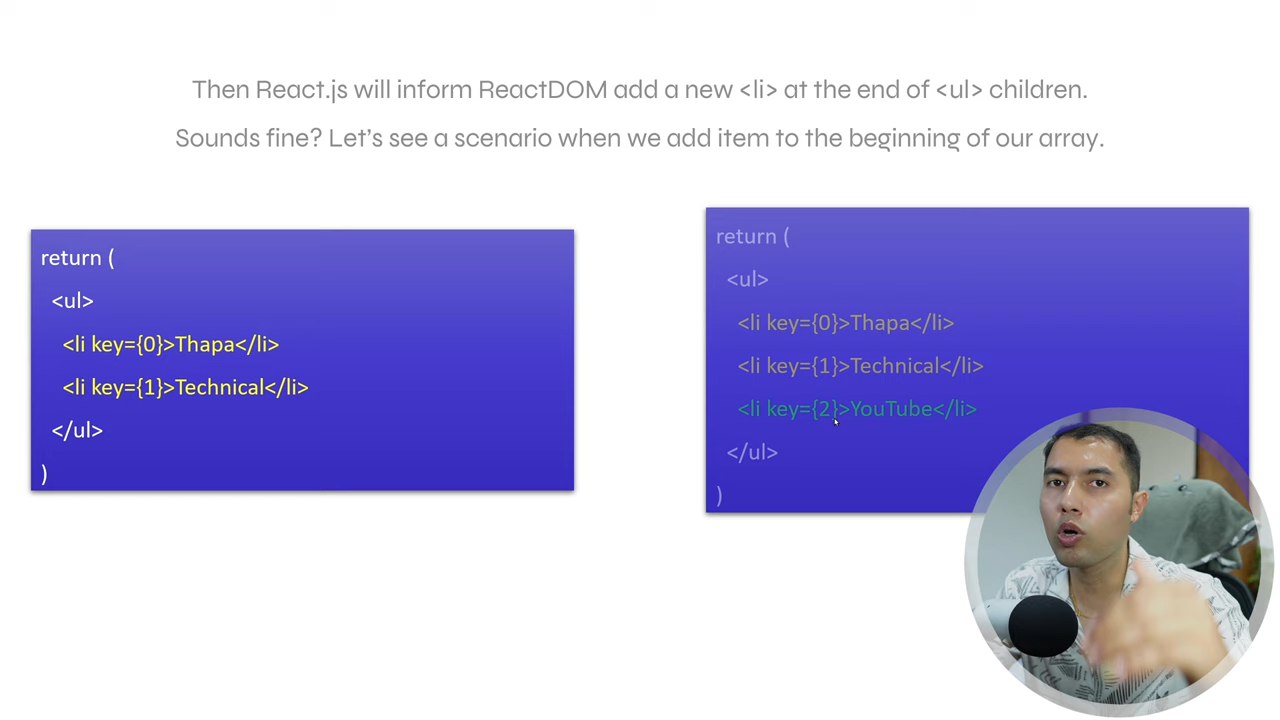 Then React.js will inform ReactDOM add a new <li> at the end of <ul> children.
Sounds fine? Let's see a scenario when we add item to the beginning of our array.
return (
<ul>
<li key={0}>Thapa</li>
<li key={1}>Technical</li>
</ul>
)
return (
<ul>
<li key={0}>Thapa</li>
<li key={1}>Technical</li>
<li key={2}>YouTube</li>
</ul>
)